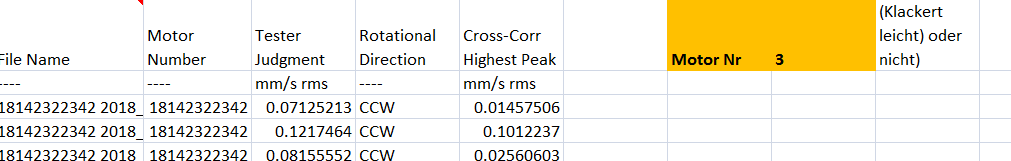 (Klackert
Motor Tester Rotational Cross-Corr leicht) oder
File Name Number Judgment Direction Highest Peak Motor Nr 3 nicht)
---- ---- mm/s rms ---- mm/s rms
18142322342 2018_ 18142322342 0.07125213 CCW 0.01457506
18142322342 2018_ 18142322342 0.1217464 CCW 0.1012237
18142322342 2018 18142322342 0.08155552 CCW 0.02560603